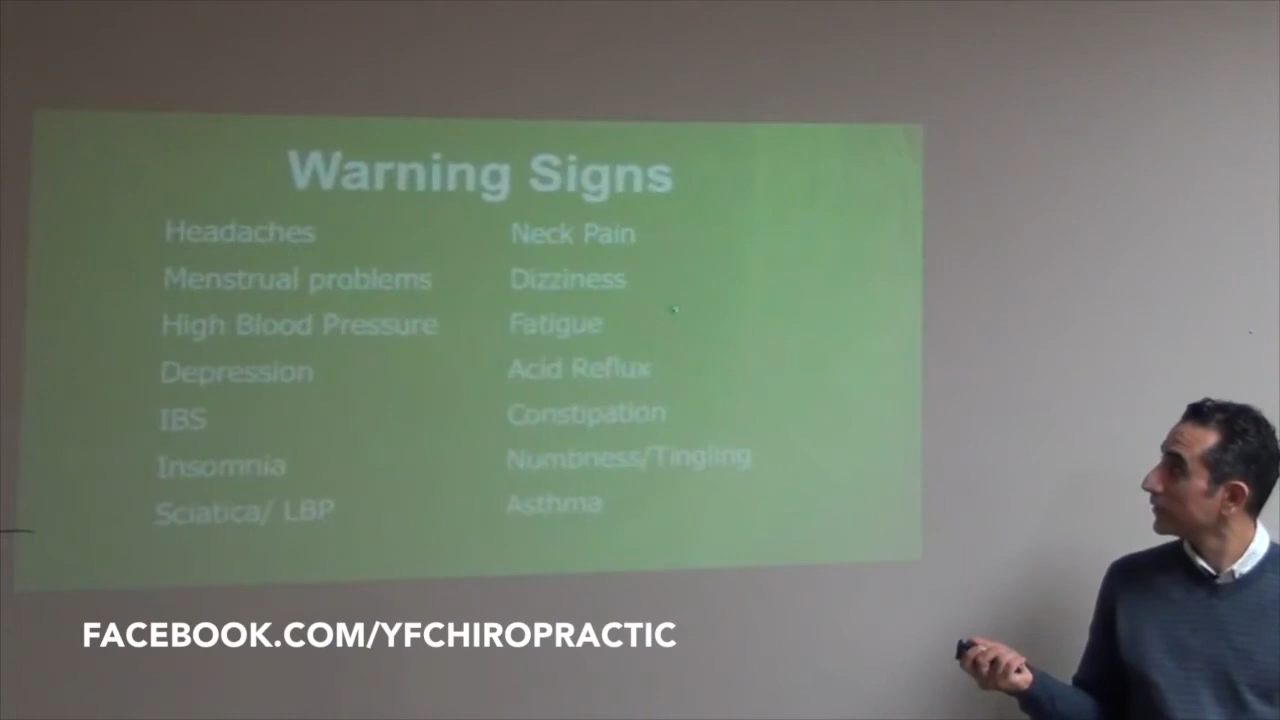 Warning Signs
Headaches
Menstrual problems
High Blood Pressure
Depression
IBS
Insomnia
Sciatica/ LBP
Neck Pain
Dizziness
Fatigue
Acid Reflux
Constipation
Numbness/Tingling
Asthma
FACEBOOK.COM/YFCHIROPRACTIC